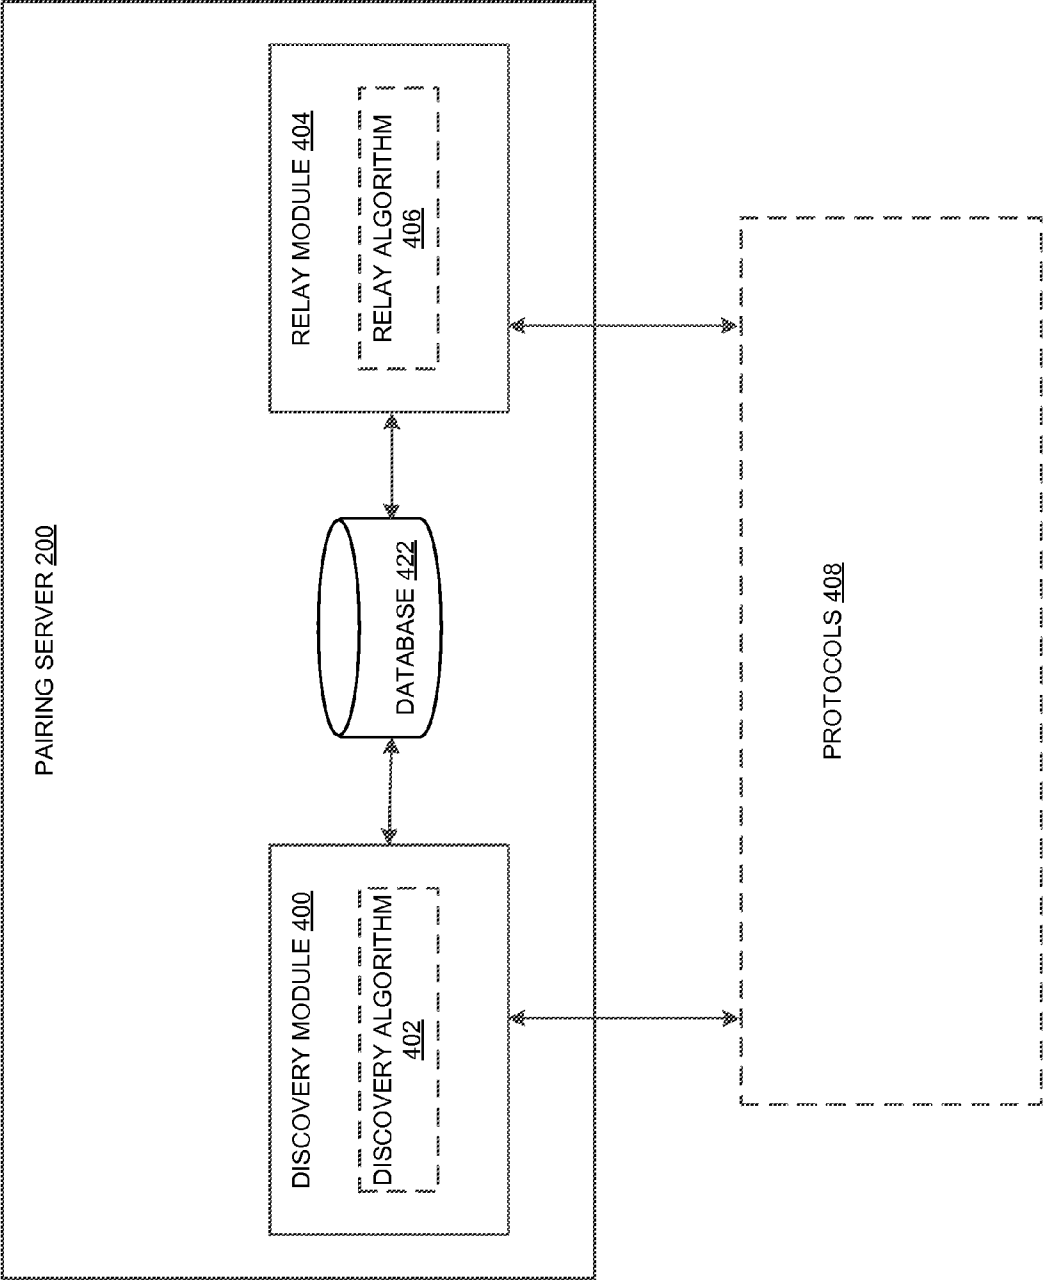 PAIRING SERVER 200
DISCOVERY MODULE 400
DISCOVERY ALGORITHM
402
DATABASE 422
RELAY MODULE 404
RELAY ALGORITHM
406
PROTOCOLS 408